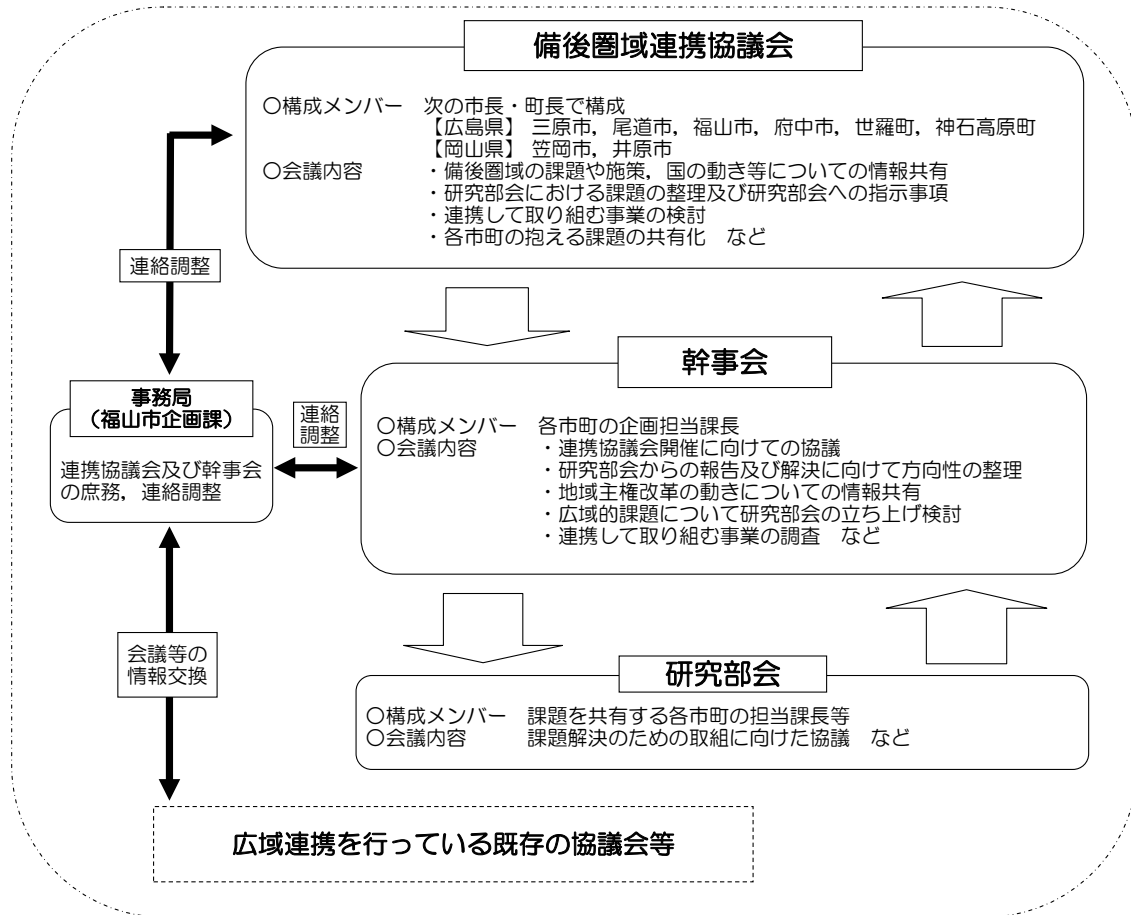 備後圏域連携協議会
○構成メンバー　次の市長・町長で構成
【広島県】 三原市，尾道市，福山市，府中市，世羅町，神石高原町
【岡山県】 笠岡市，井原市
○会議内容　・備後圏域の課題や施策，国の動き等についての情報共有
・研究部会における課題の整理及び研究部会への指示事項
・連携して取り組む事業の検討
・各市町の抱える課題の共有化　など
連絡調整
幹事会
○構成メンバー　各市町の企画担当課長
○会議内容　・連携協議会開催に向けての協議
・研究部会からの報告及び解決に向けて方向性の整理
・地域主権改革の動きについての情報共有
・広域的課題について研究部会の立ち上げ検討
・連携して取り組む事業の調査　など
事務局
（福山市企画課）
連携協議会及び幹事会
の庶務，連絡調整
連絡
調整
会議等の
情報交換
研究部会
○構成メンバー　課題を共有する各市町の担当課長等
○会議内容　課題解決のための取組に向けた協議　など
広域連携を行っている既存の協議会等